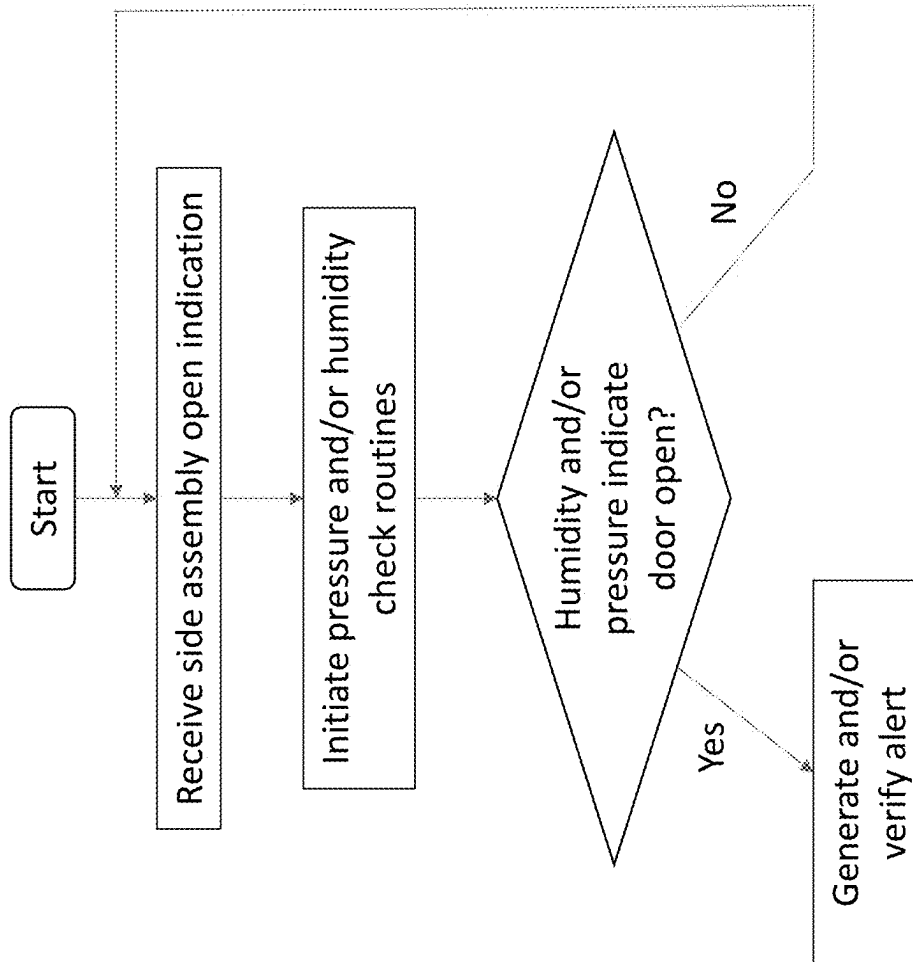 Start
Receive side assembly open indication
Initiate pressure and/or humidity
check routines
Humidity and/or
pressure indicate
door open?
No
Yes
Generate and/or
verify alert